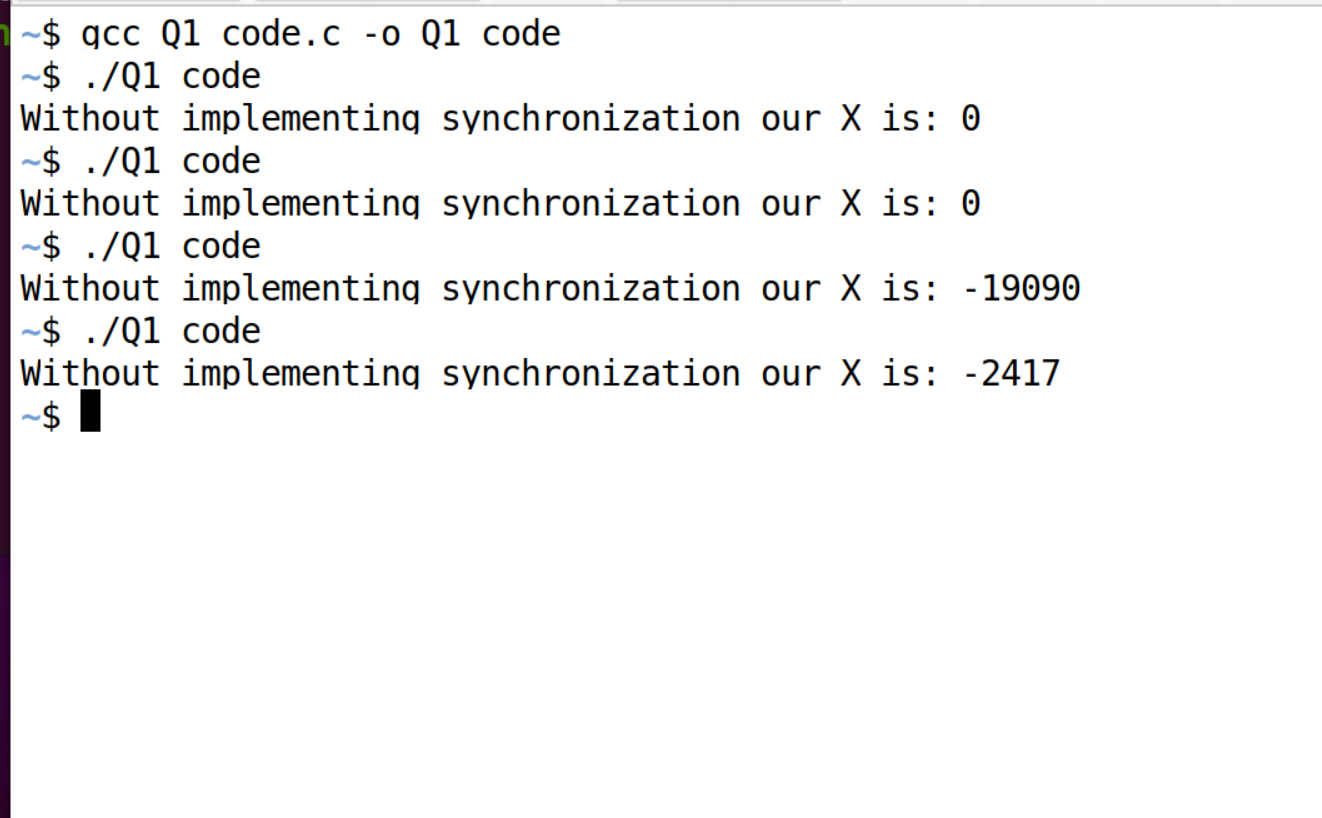 ~$ gcc Q1 code.c -o Q1 code
~$ ./Q1 code
Without implementing synchronization our X is: 0
~$ ./Q1 code
Without implementing synchronization our X is: 0
~$ ./Q1 code
Without implementing synchronization our X is: -19090
~$ ./Q1 code
Without implementing synchronization our X is: -2417
~$